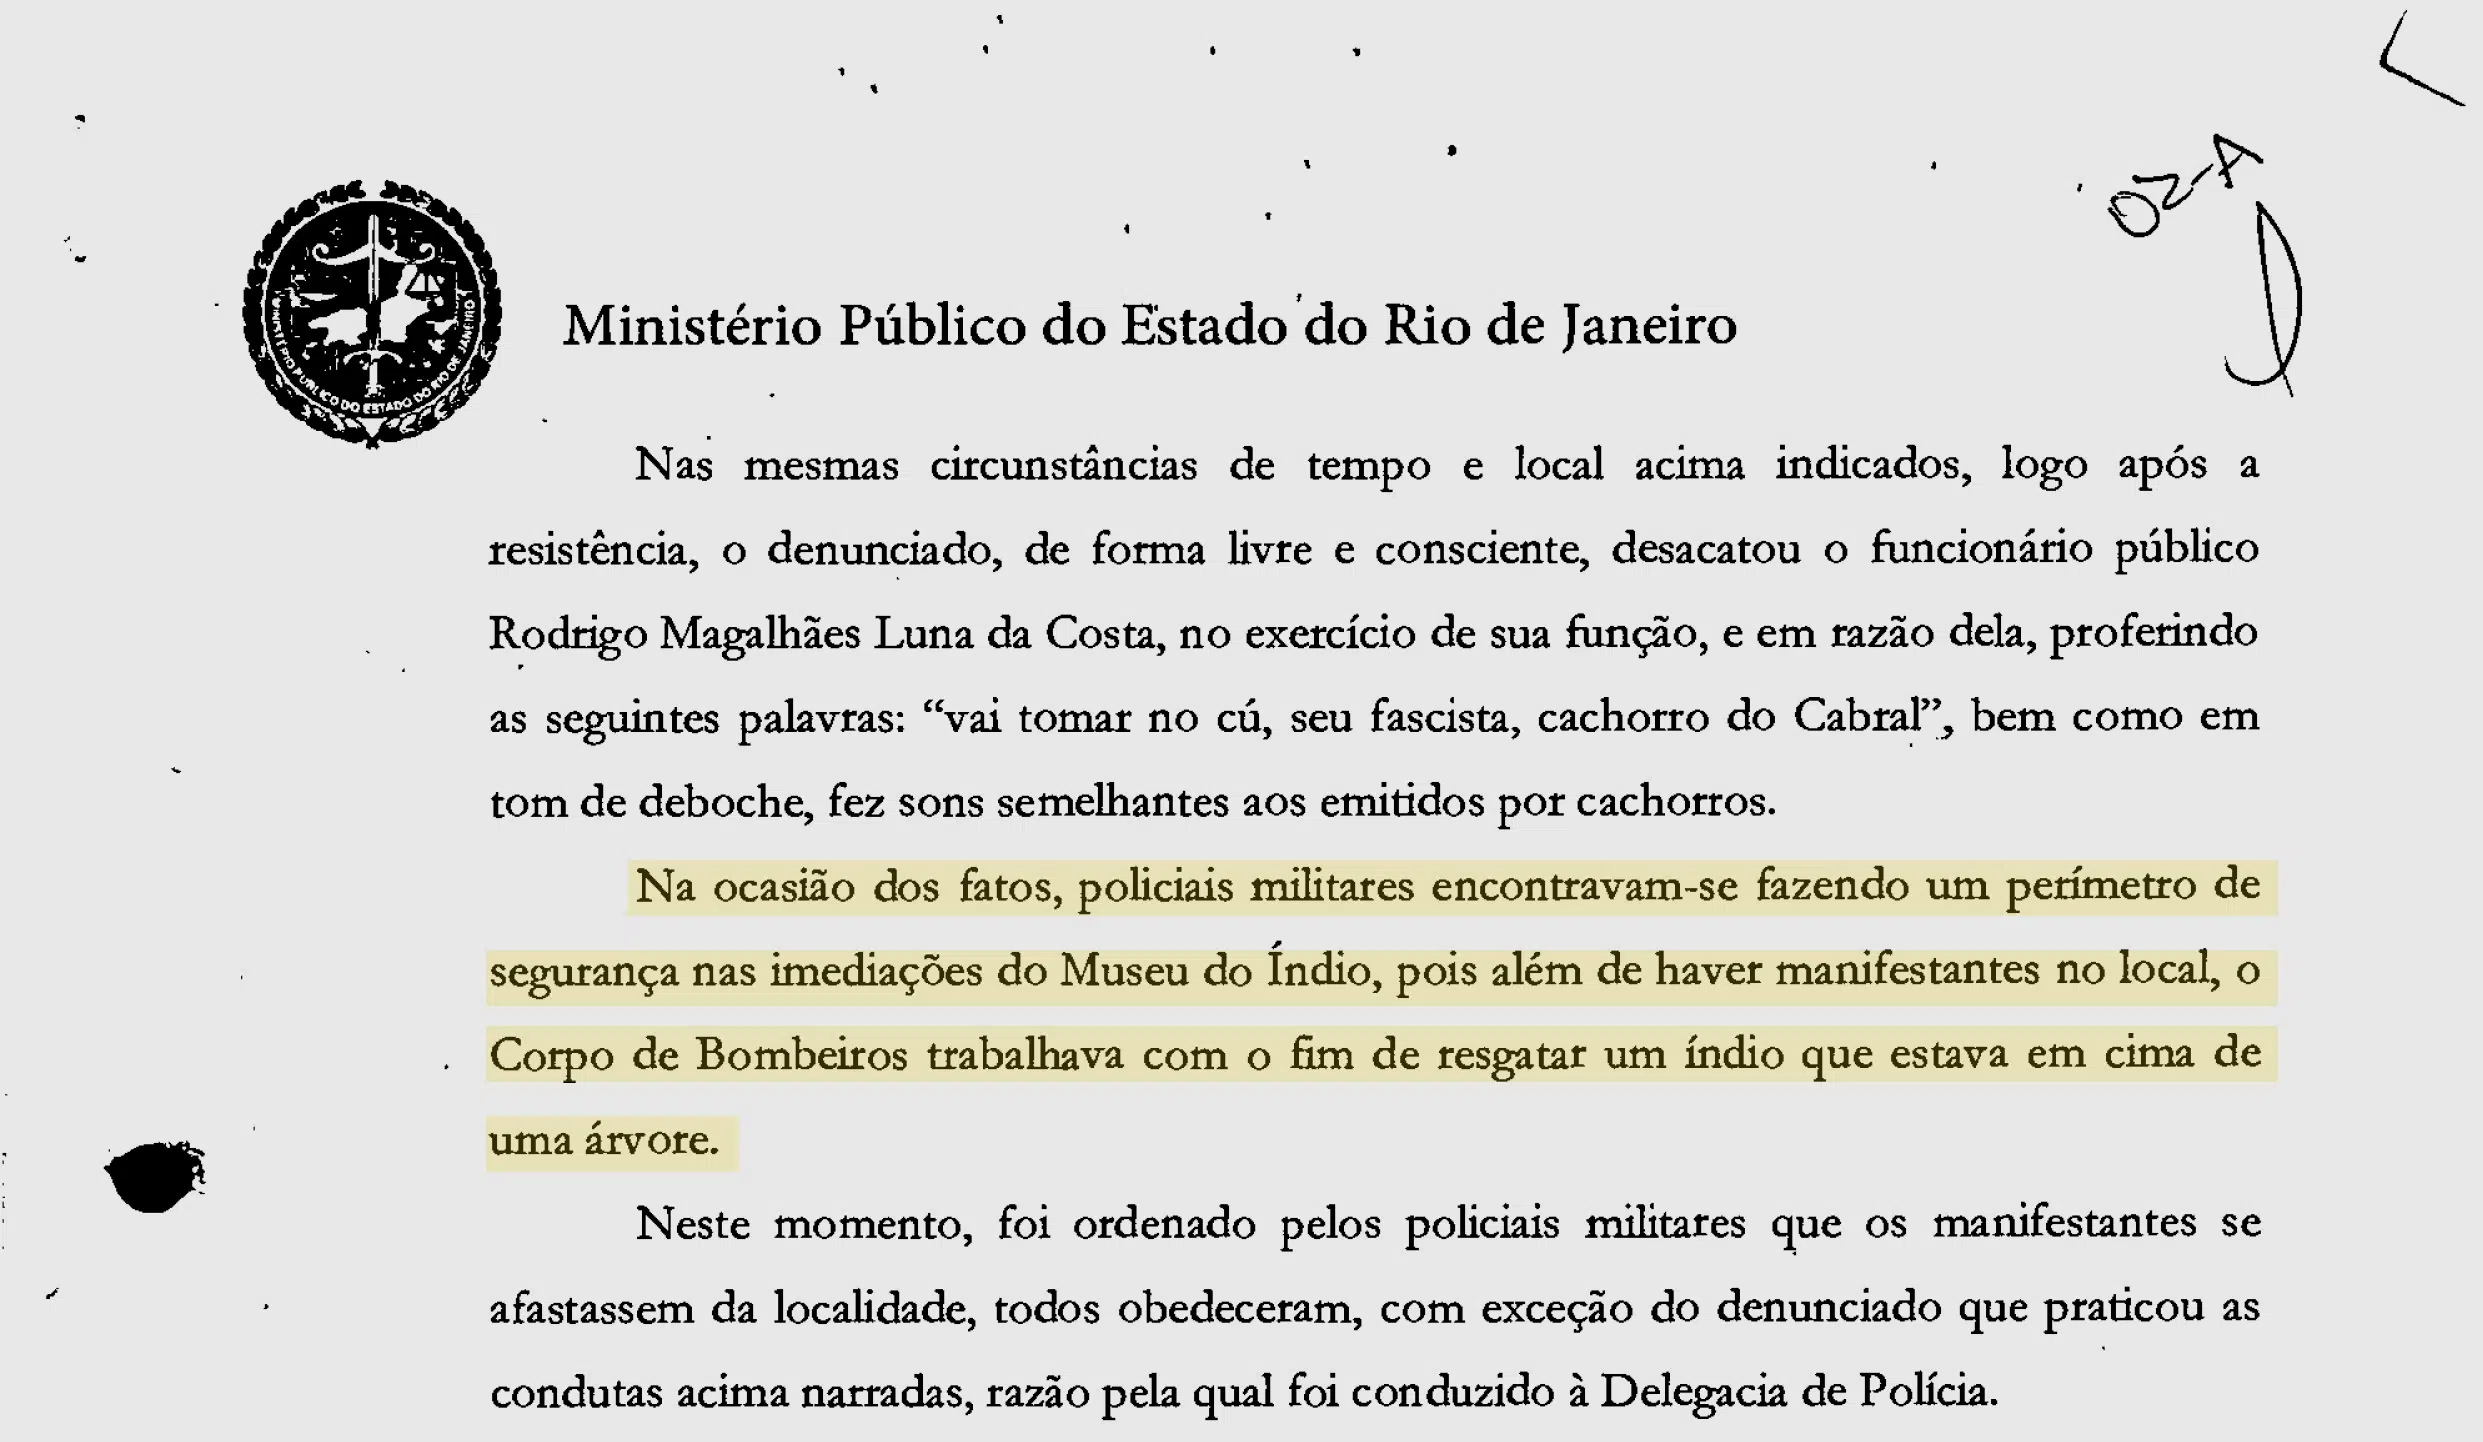 02-A
Ministério Público do Estado do Rio de Janeiro
MINISTÉRIO PÚBLICO DO ESTADO DO RIO DE JANEIRO
Nas mesmas circunstâncias de tempo e local acima indicados, logo após a
resistência, o denunciado, de forma livre e consciente, desacatou o funcionário público
Rodrigo Magalhães Luna da Costa, no exercício de sua função, e em razão dela, proferindo
as seguintes palavras: “vai tomar no cú, seu fascista, cachorro do Cabral”, bem como em
tom de deboche, fez sons semelhantes aos emitidos por cachorros.
Na ocasião dos fatos, policiais militares encontravam-se fazendo um perímetro de
segurança nas imediações do Museu do Índio, pois além de haver manifestantes no local, o
Corpo de Bombeiros trabalhava com o fim de resgatar um índio que estava em cima de
uma árvore.
Neste momento, foi ordenado pelos policiais militares que os manifestantes se
afastassem da localidade, todos obedeceram, com exceção do denunciado que praticou as
condutas acima narradas, razão pela qual foi conduzido à Delegacia de Polícia.